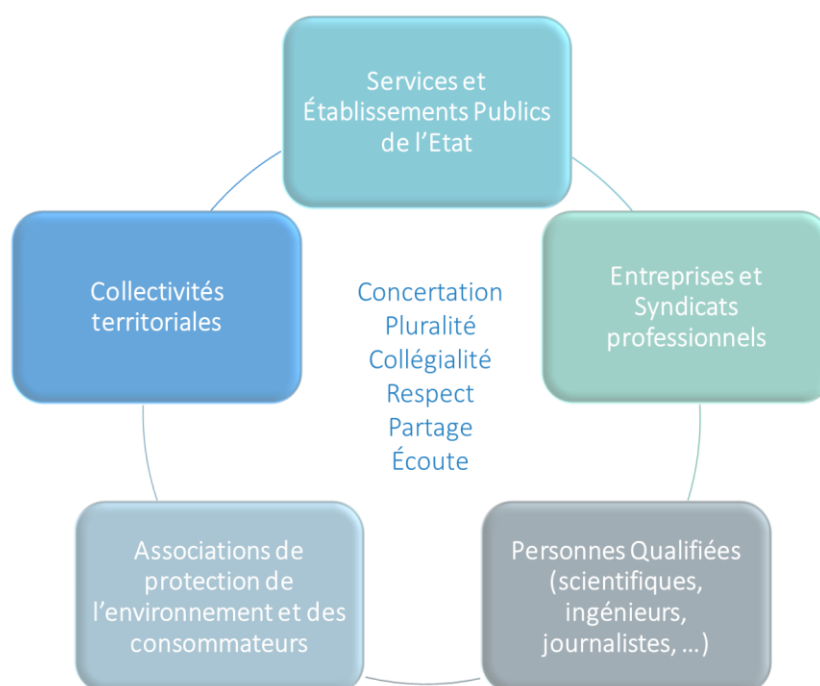 Services et
Établissements Publics
de l’Etat
Collectivités
territoriales
Entreprises et
Syndicats
professionnels
Concertation
Pluralité
Collégialité
Respect
Partage
Écoute
Associations de
protection de
l’environnement et des
consommateurs
Personnes Qualifiées
(scientifiques,
ingénieurs,
journalistes, …)